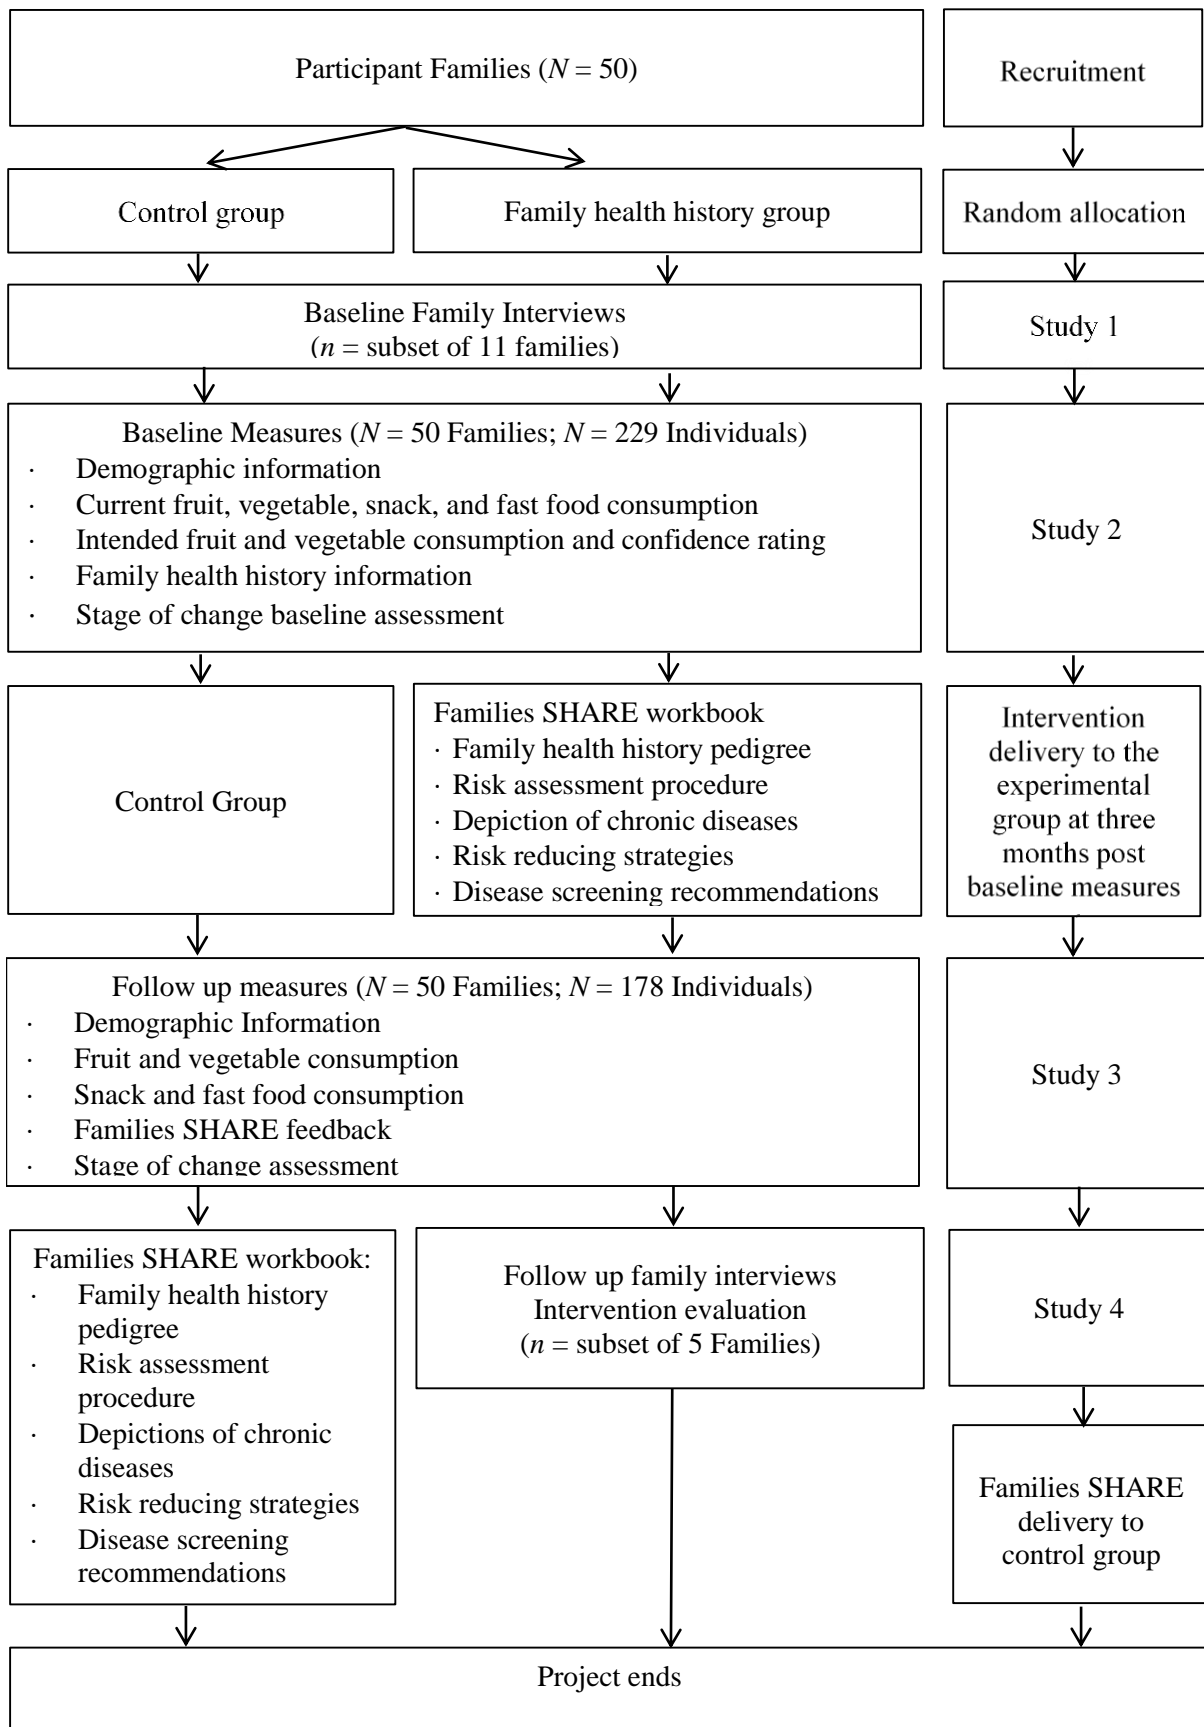 Participant Families (N = 50)
Recruitment
Control group
Family health history group
Random allocation
Baseline Family Interviews
(n = subset of 11 families)
Study 1
Baseline Measures (N = 50 Families; N = 229 Individuals)
· Demographic information
· Current fruit, vegetable, snack, and fast food consumption
· Intended fruit and vegetable consumption and confidence rating
· Family health history information
· Stage of change baseline assessment
Study 2
Control Group
Families SHARE workbook
· Family health history pedigree
· Risk assessment procedure
· Depiction of chronic diseases
· Risk reducing strategies
· Disease screening recommendations
Intervention
delivery to the
experimental
group at three
months post
baseline measures
Follow up measures (N = 50 Families; N = 178 Individuals)
· Demographic Information
· Fruit and vegetable consumption
· Snack and fast food consumption
· Families SHARE feedback
· Stage of change assessment
Study 3
Families SHARE workbook:
· Family health history
pedigree
· Risk assessment
procedure
· Depictions of chronic
diseases
· Risk reducing strategies
· Disease screening
recommendations
Follow up family interviews
Intervention evaluation
(n = subset of 5 Families)
Study 4
Families SHARE
delivery to
control group
Project ends